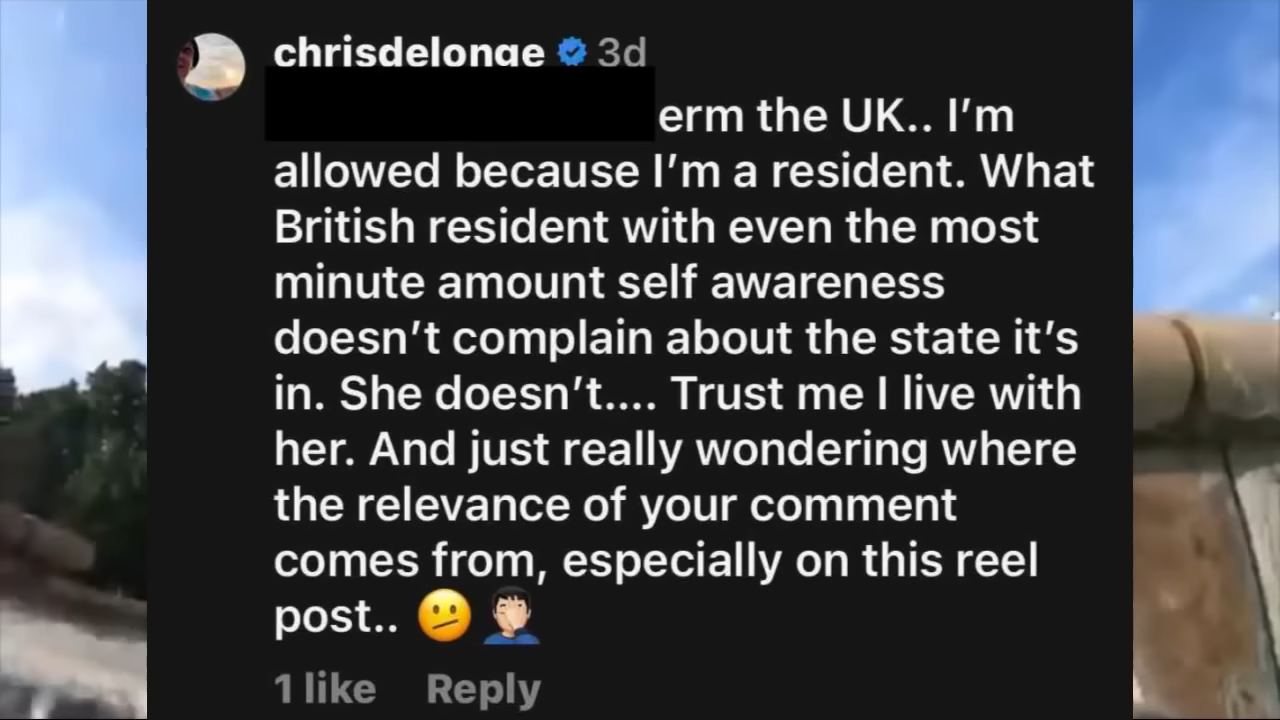 chrisdelonge 3d
erm the UK.. I’m
allowed because I’m a resident. What
British resident with even the most
minute amount self awareness
doesn’t complain about the state it’s
in. She doesn’t.... Trust me I live with
her. And just really wondering where
the relevance of your comment
comes from, especially on this reel
post.. 🫤 🤦🏻‍♂️
1 like Reply